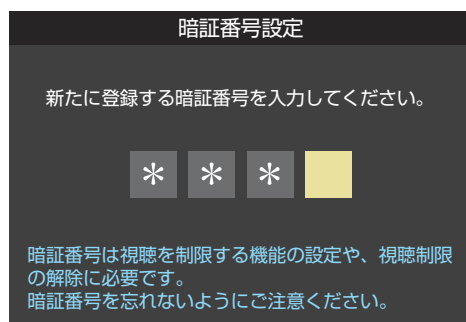 暗証番号設定
新たに登録する暗証番号を入力してください。
＊ ＊ ＊
暗証番号は視聴を制限する機能の設定や、視聴制限
の解除に必要です。
暗証番号を忘れないようにご注意ください。